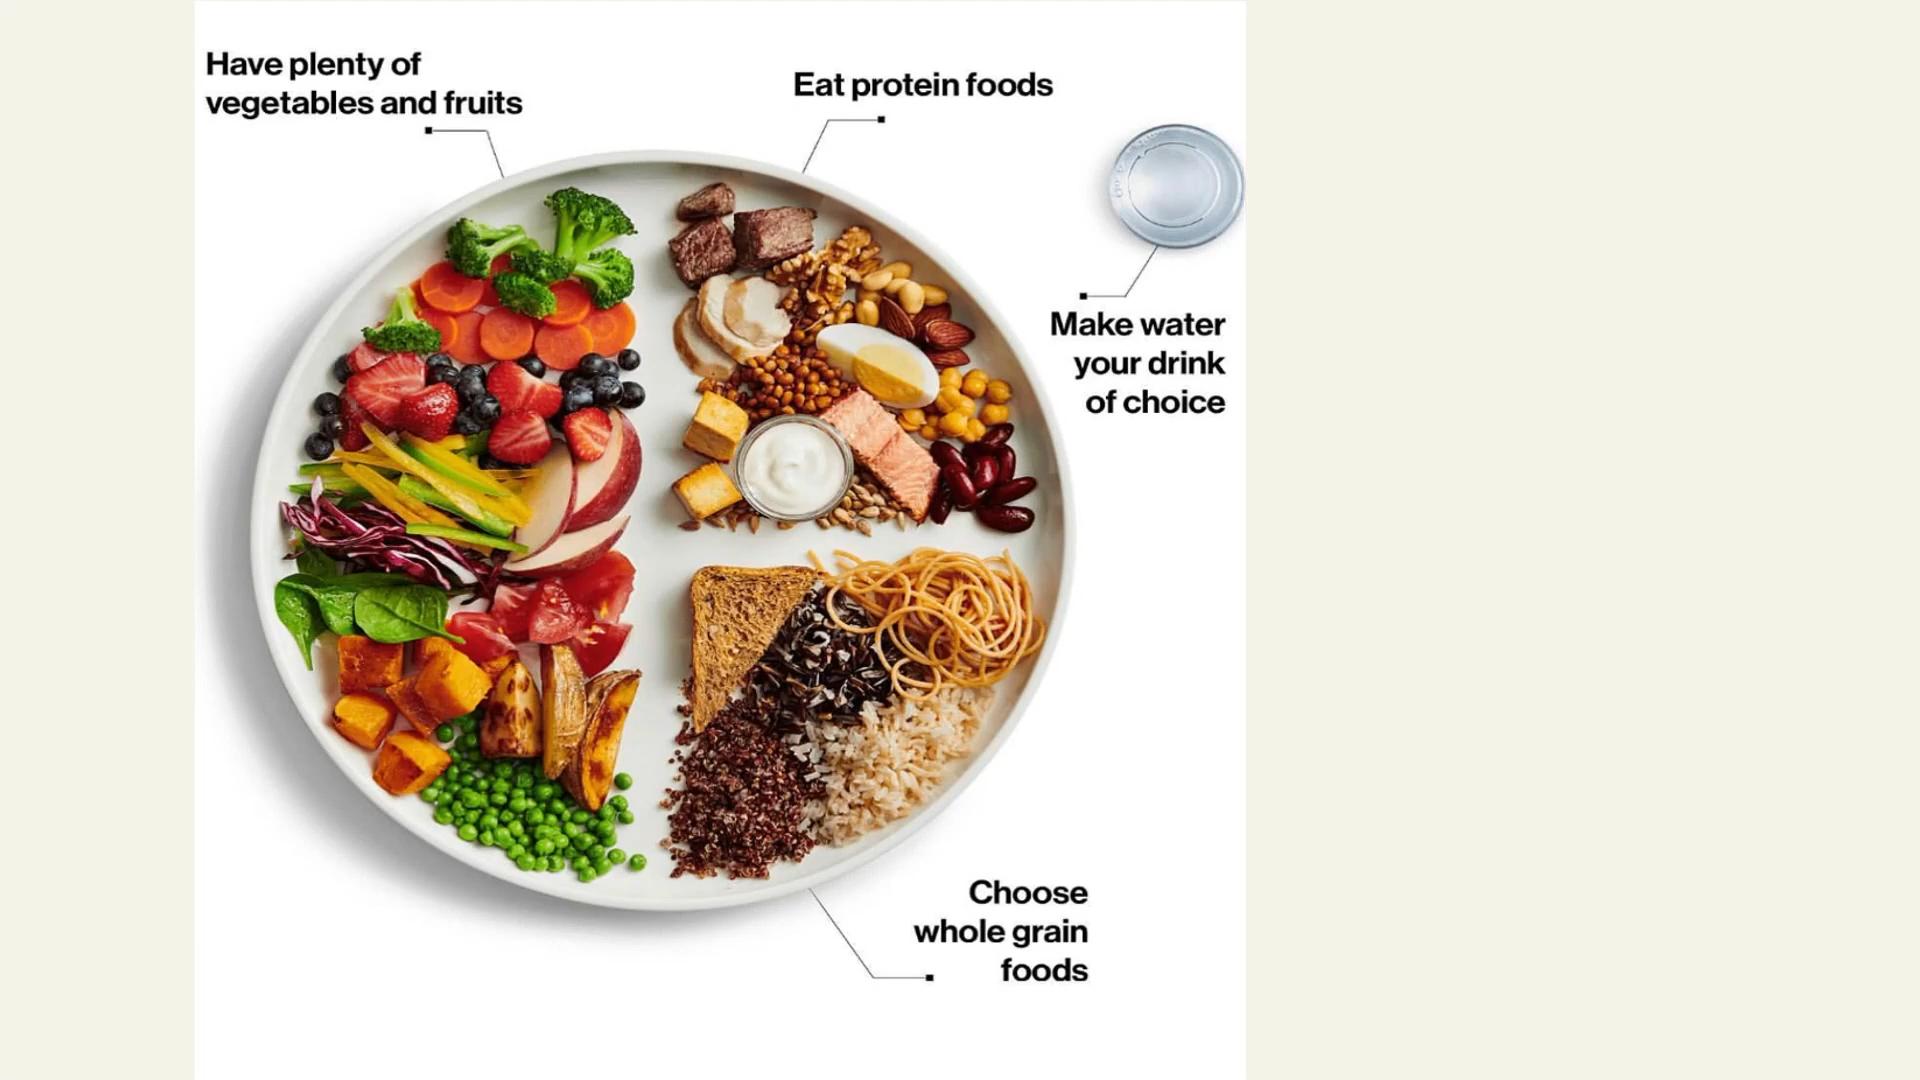 Have plenty of
vegetables and fruits
Eat protein foods
Make water
your drink
of choice
Choose
whole grain
foods